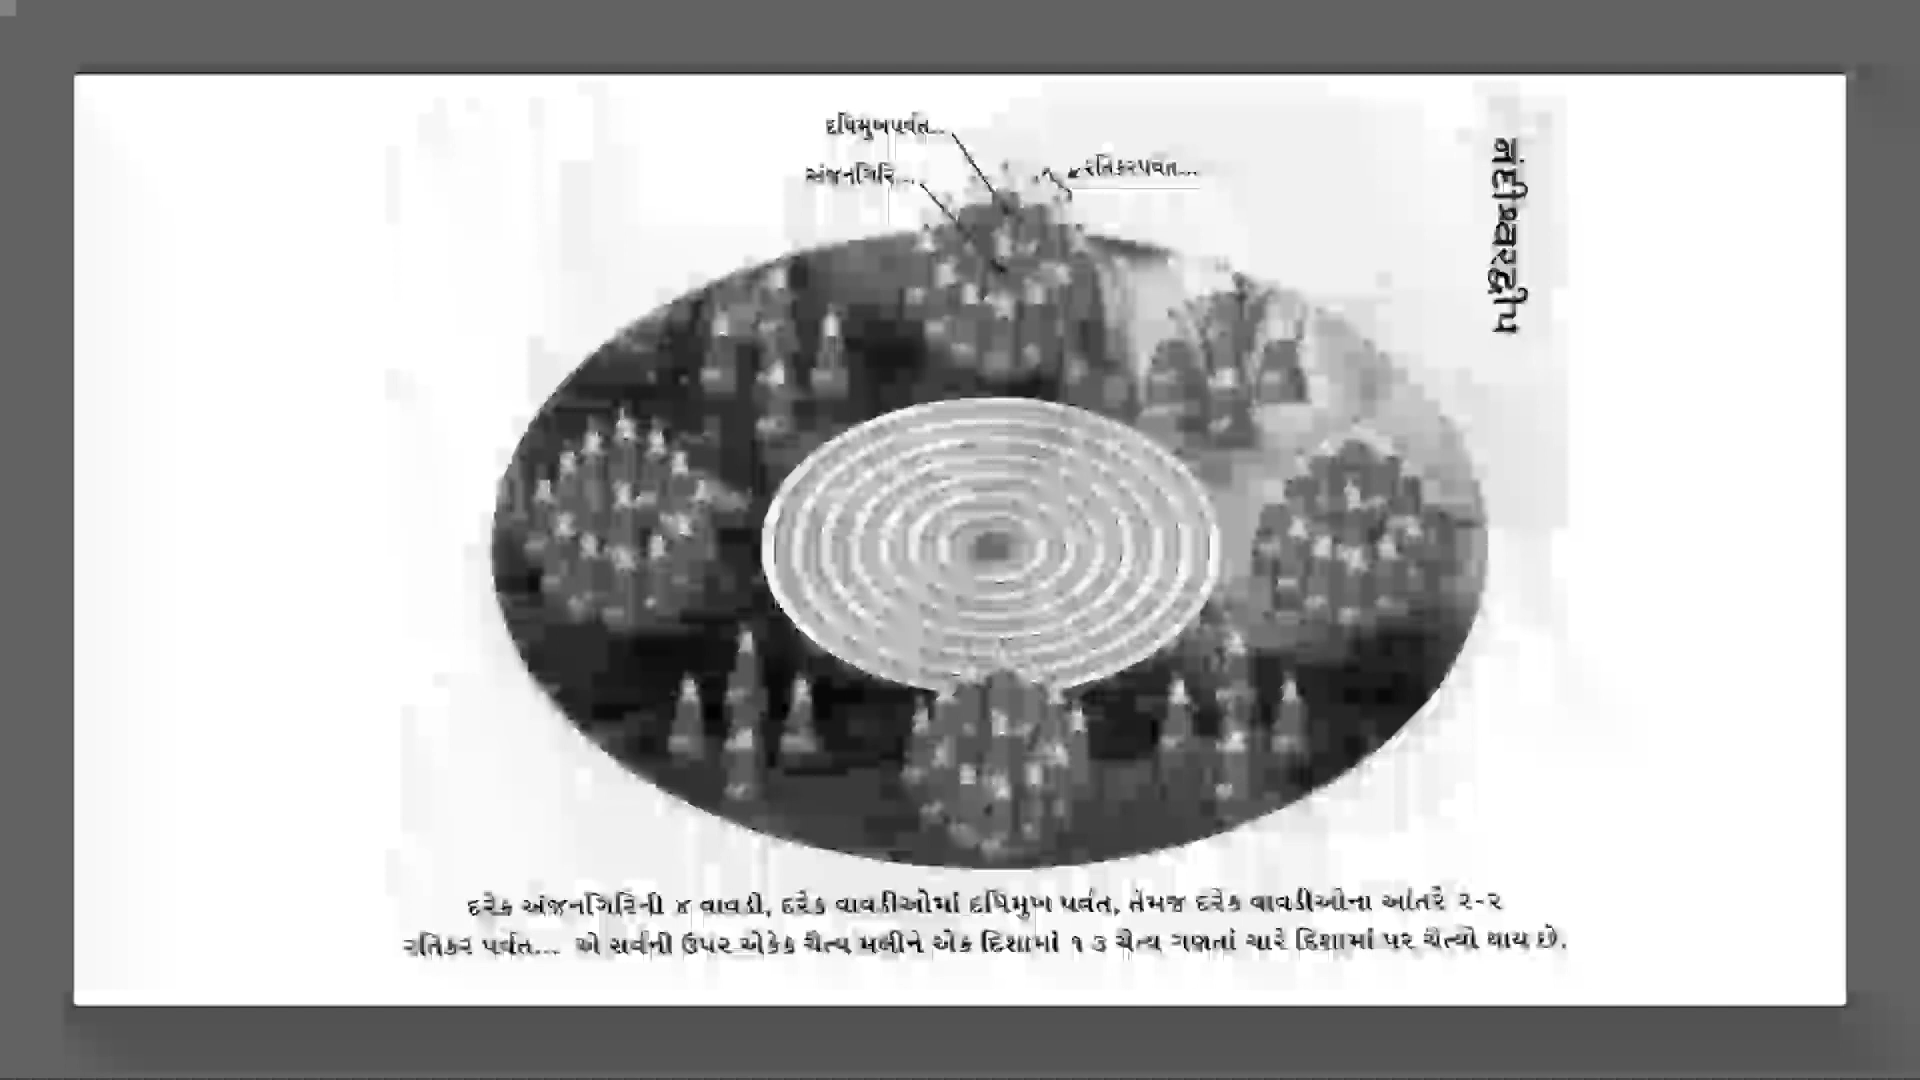 દધિમુખપર્વત...
અંજનગિરિ...
રતિકરપર્વત...
નંદીશ્વરદ્વીપ
દરેક અંજનગિરિની ૪ વાવડી, દરેક વાવડીઓમાં દધિમુખ પર્વત, તેમજ દરેક વાવડીઓના આંતરે ૨-૨
રતિકર પર્વત... એ સર્વની ઉપર એકેક ચૈત્ય મલીને એક દિશામાં ૧૩ ચૈત્ય ગણતાં ચારે દિશામાં ૫૨ ચૈત્યો થાય છે.